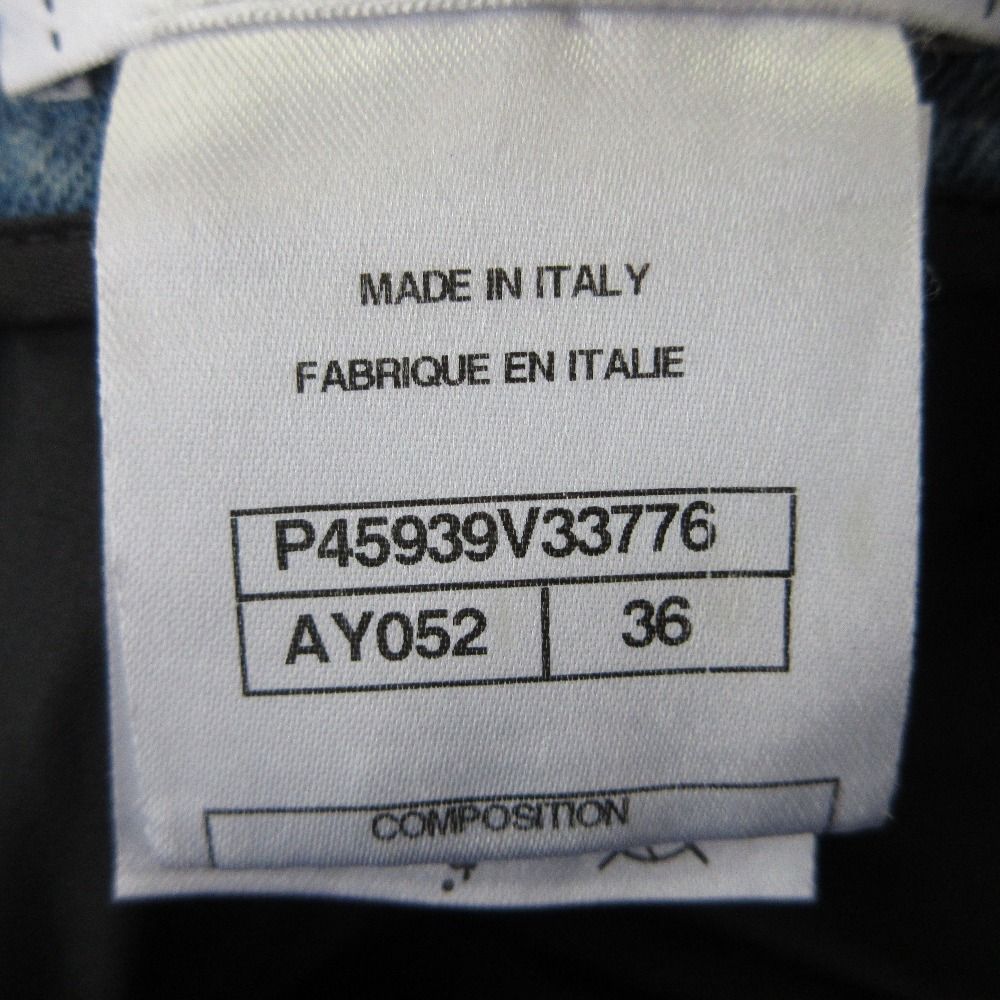 MADE IN ITALY
FABRIQUE EN ITALIE
P45939V33776
AY052 36
COMPOSITION